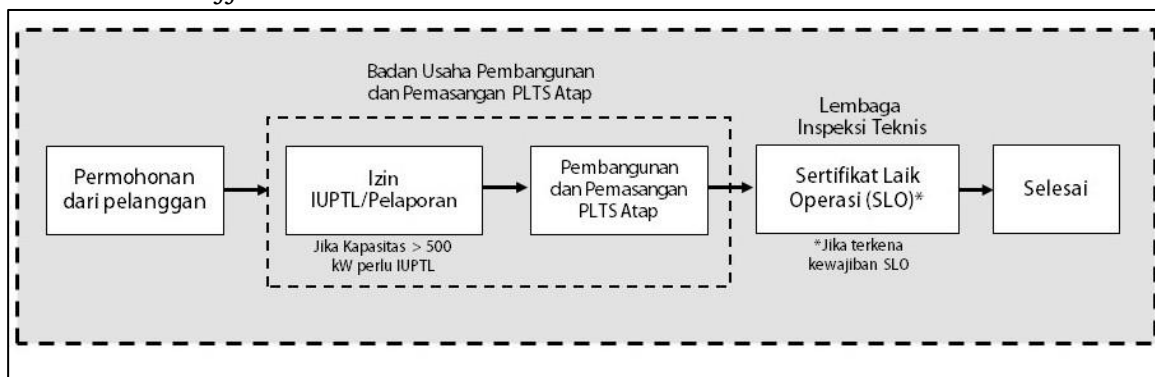 Badan Usaha Pembangunan
dan Pemasangan PLTS Atap
Lembaga
Inspeksi Teknis
Permohonan
dari pelanggan
Izin
IUPTL/Pelaporan
Pembangunan
dan Pemasangan
PLTS Atap
Sertifikat Laik
Operasi (SLO)*
Selesai
Jika Kapasitas > 500
kW perlu IUPTL
*Jika terkena
kewajiban SLO